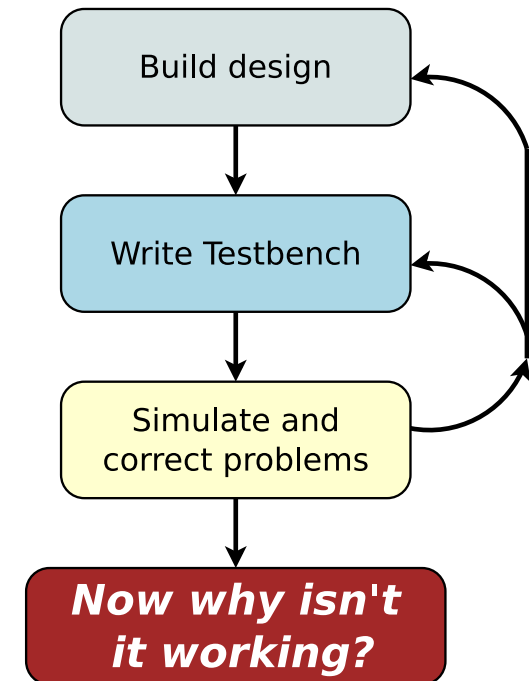 Build design
Write Testbench
Simulate and
correct problems
Now why isn't
it working?